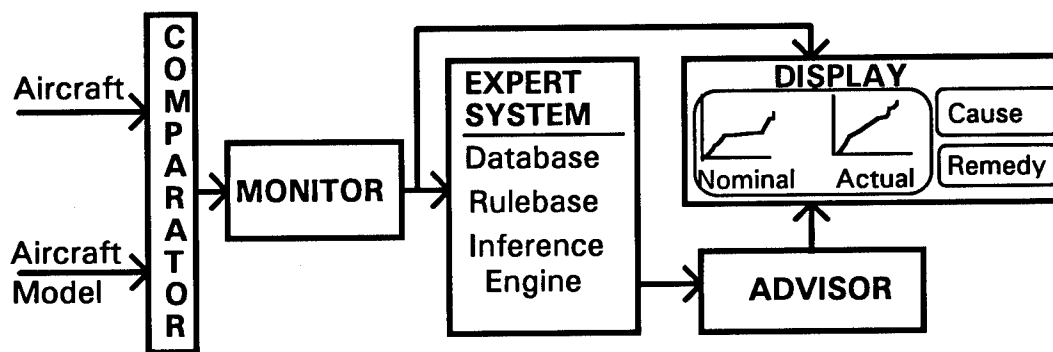 Aircraft
Aircraft
Model
COMPARATOR
MONITOR
EXPERT
SYSTEM
Database
Rulebase
Inference
Engine
DISPLAY
Nominal
Actual
Cause
Remedy
ADVISOR